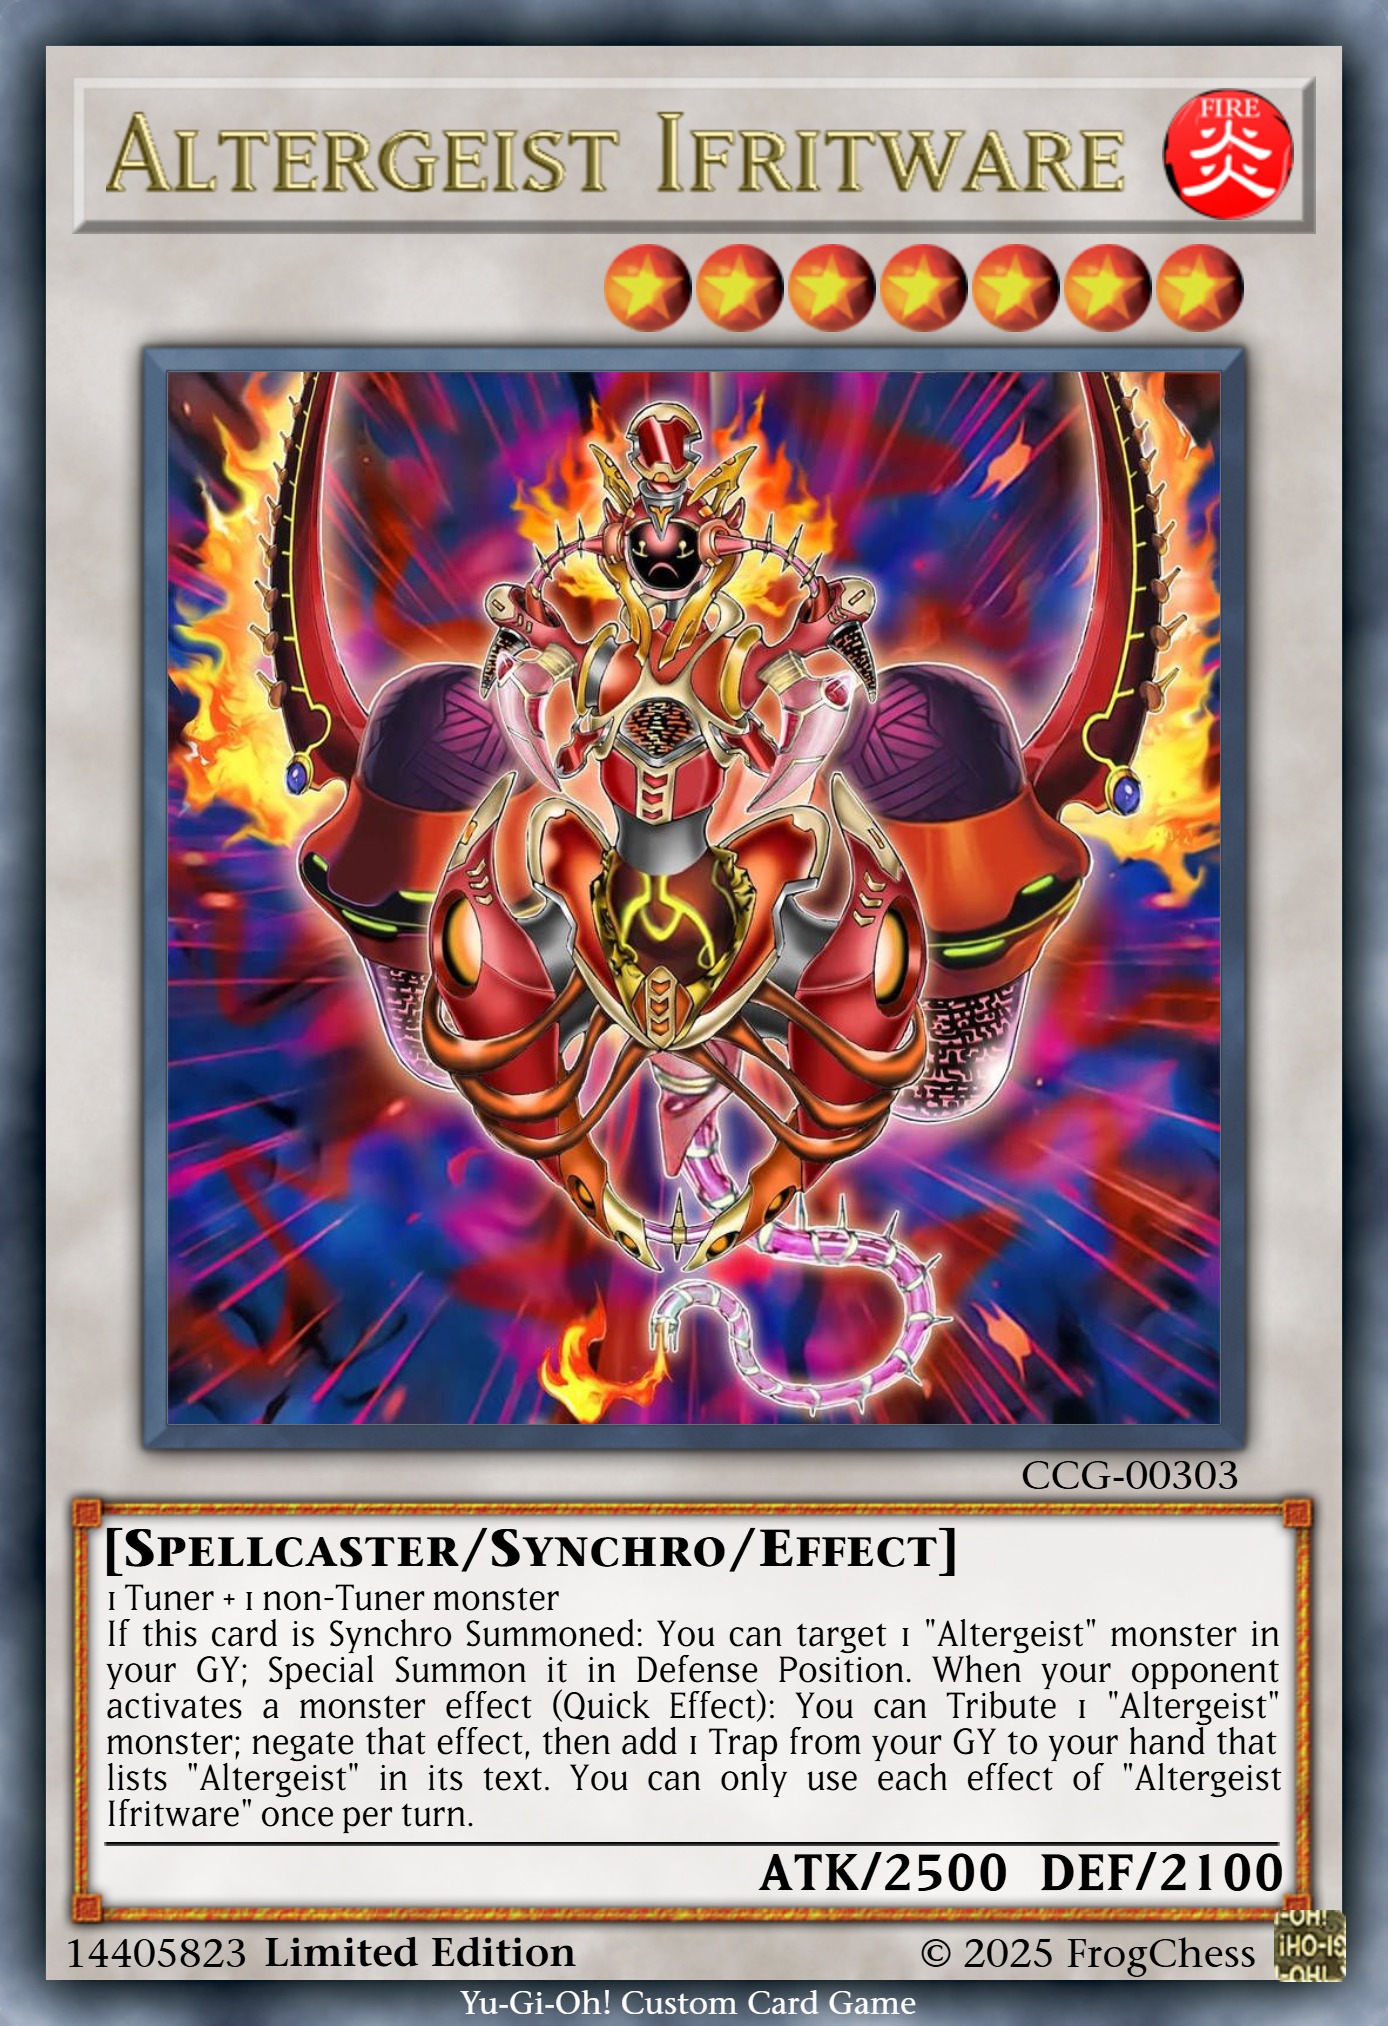 ALTERGEIST IFRITWARE
FIRE
炎
CCG-00303
[SPELLCASTER/SYNCHRO/EFFECT]
1 Tuner + 1 non-Tuner monster
If this card is Synchro Summoned: You can target 1 "Altergeist" monster in
your GY; Special Summon it in Defense Position. When your opponent
activates a monster effect (Quick Effect): You can Tribute 1 "Altergeist"
monster; negate that effect, then add 1 Trap from your GY to your hand that
lists "Altergeist" in its text. You can only use each effect of "Altergeist
Ifritware" once per turn.
ATK/2500 DEF/2100
14405823 Limited Edition
© 2025 FrogChess
Yu-Gi-Oh! Custom Card Game